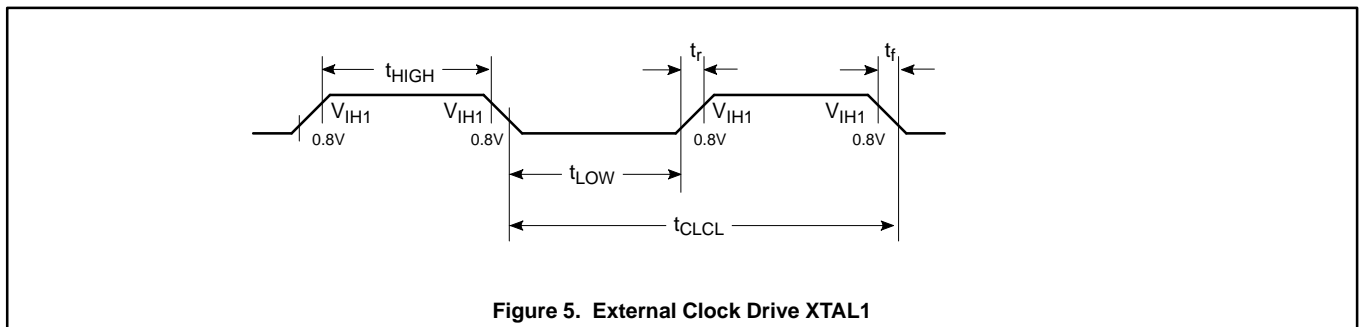 tHIGH
tr
tf
VIH1
VIH1
VIH1
VIH1
0.8V
0.8V
0.8V
0.8V
tLOW
tCLCL
Figure 5. External Clock Drive XTAL1